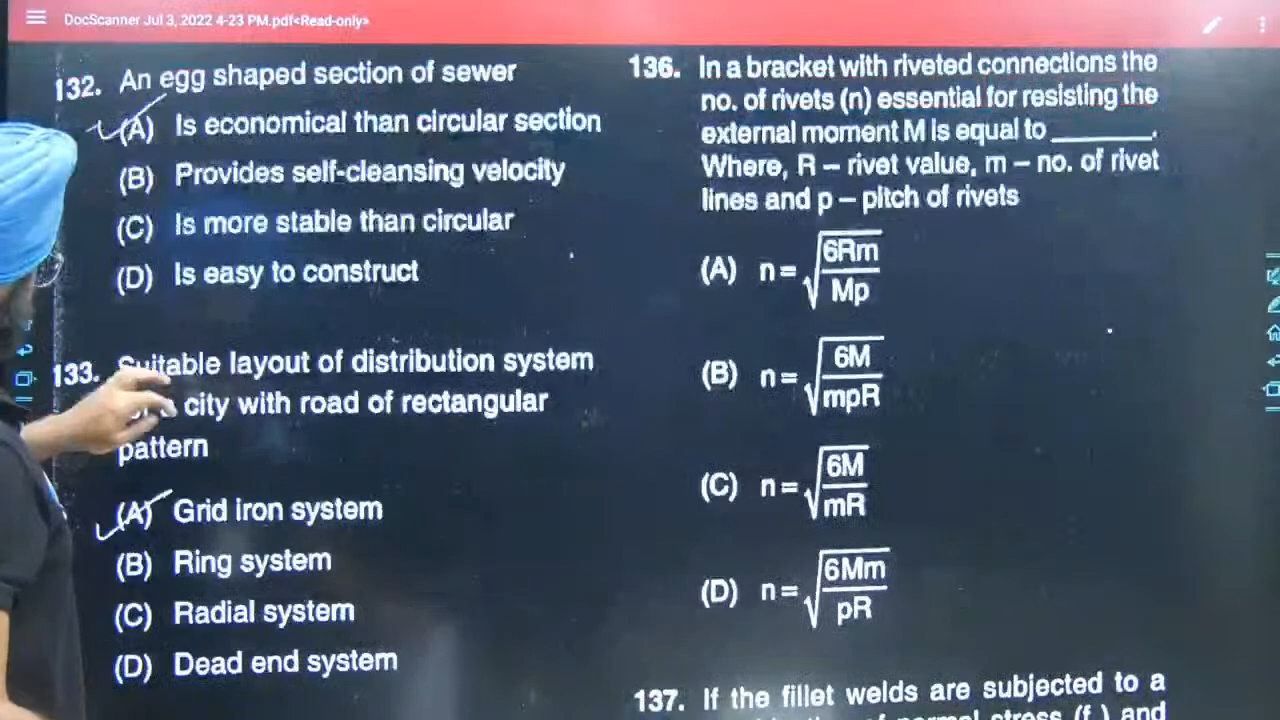 DocScanner Jul 3, 2022 4-23 PM.pdf<Read-only>
132. An egg shaped section of sewer
(A) Is economical than circular section
(B) Provides self-cleansing velocity
(C) Is more stable than circular
(D) Is easy to construct
133. Suitable layout of distribution system
city with road of rectangular
pattern
(A) Grid iron system
(B) Ring system
(C) Radial system
(D) Dead end system
136. In a bracket with riveted connections the
no. of rivets (n) essential for resisting the
external moment M is equal to ________.
Where, R – rivet value, m – no. of rivet
lines and p – pitch of rivets
(A) n = √(6Rm/Mp)
(B) n = √(6M/mpR)
(C) n = √(6M/mR)
(D) n = √(6Mm/pR)
137. If the fillet welds are subjected to a
normal stress (f and